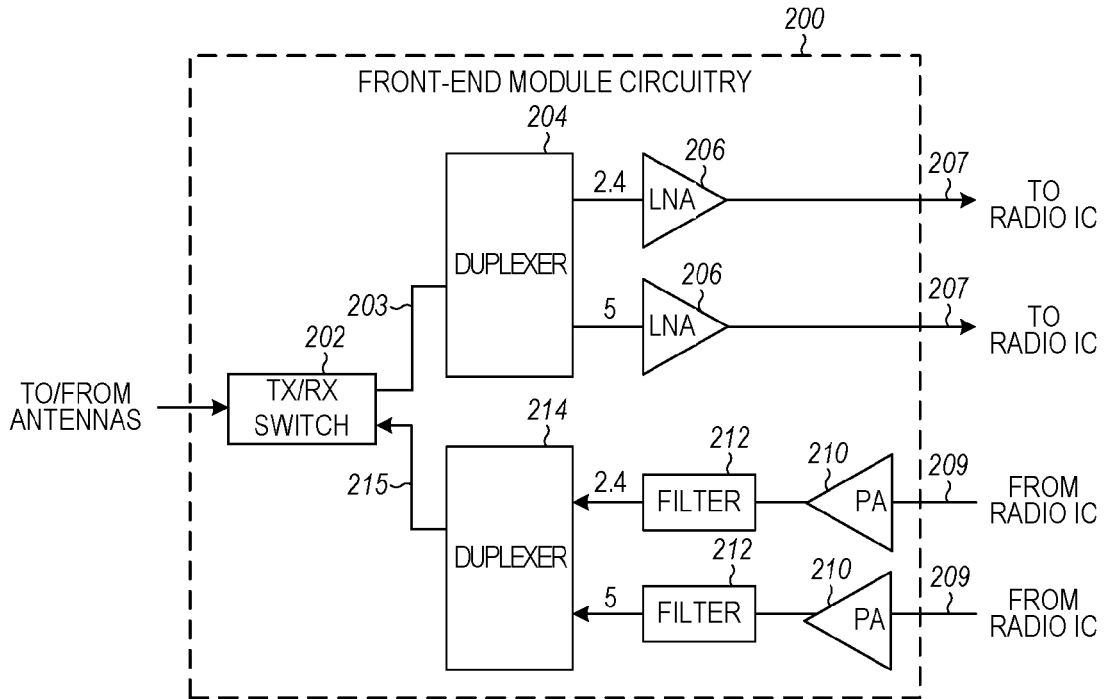 200
FRONT-END MODULE CIRCUITRY
204
206
2.4
LNA
207
TO
RADIO IC
DUPLEXER
203
206
5
LNA
207
TO
RADIO IC
202
TO/FROM
ANTENNAS
TX/RX
SWITCH
214
215
212
210
209
2.4
FILTER
PA
FROM
RADIO IC
DUPLEXER
212
210
209
5
FILTER
PA
FROM
RADIO IC